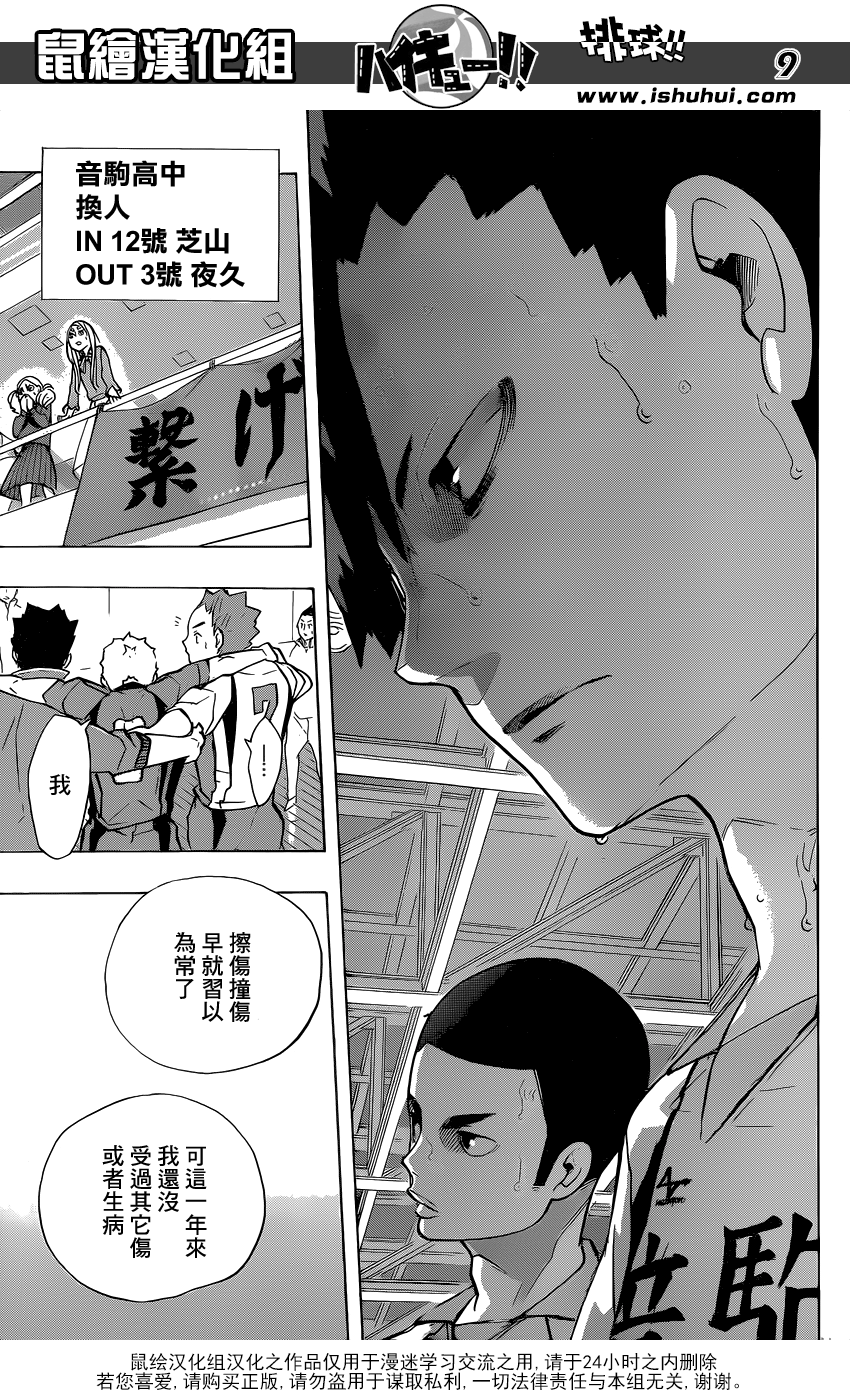 鼠繪漢化組
ハイキュー!!
排球!!
9
www.ishuhui.com
音駒高中
換人
IN 12號 芝山
OUT 3號 夜久
繋げ
音駒
7
…！
我
擦傷撞傷
早就習以
為常了
可這一年來
我還沒
受過其它傷
或者生病
鼠绘汉化组汉化之作品仅用于漫迷学习交流之用, 请于24小时之内删除
若您喜爱, 请购买正版, 请勿盗用于谋取私利, 一切法律责任与本组无关, 谢谢。